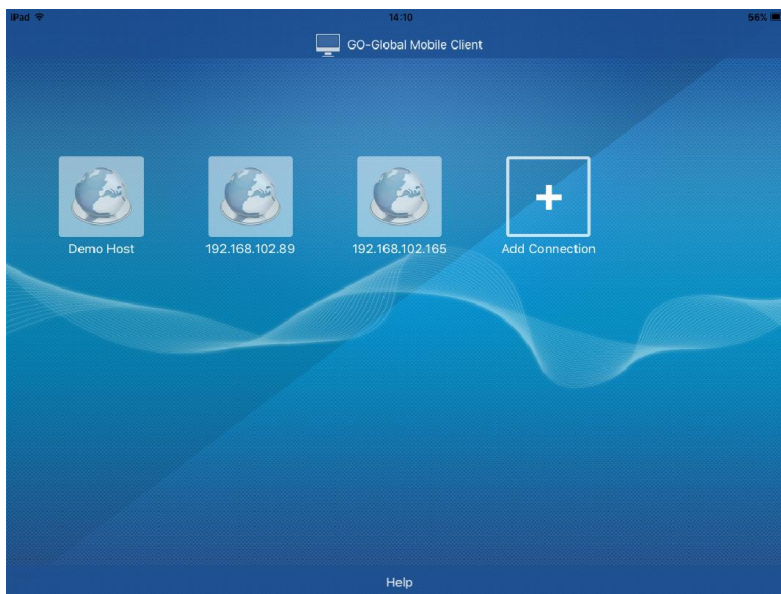 iPad 14:10 56%
GO-Global Mobile Client
Demo Host 192.168.102.89 192.168.102.165 Add Connection
Help